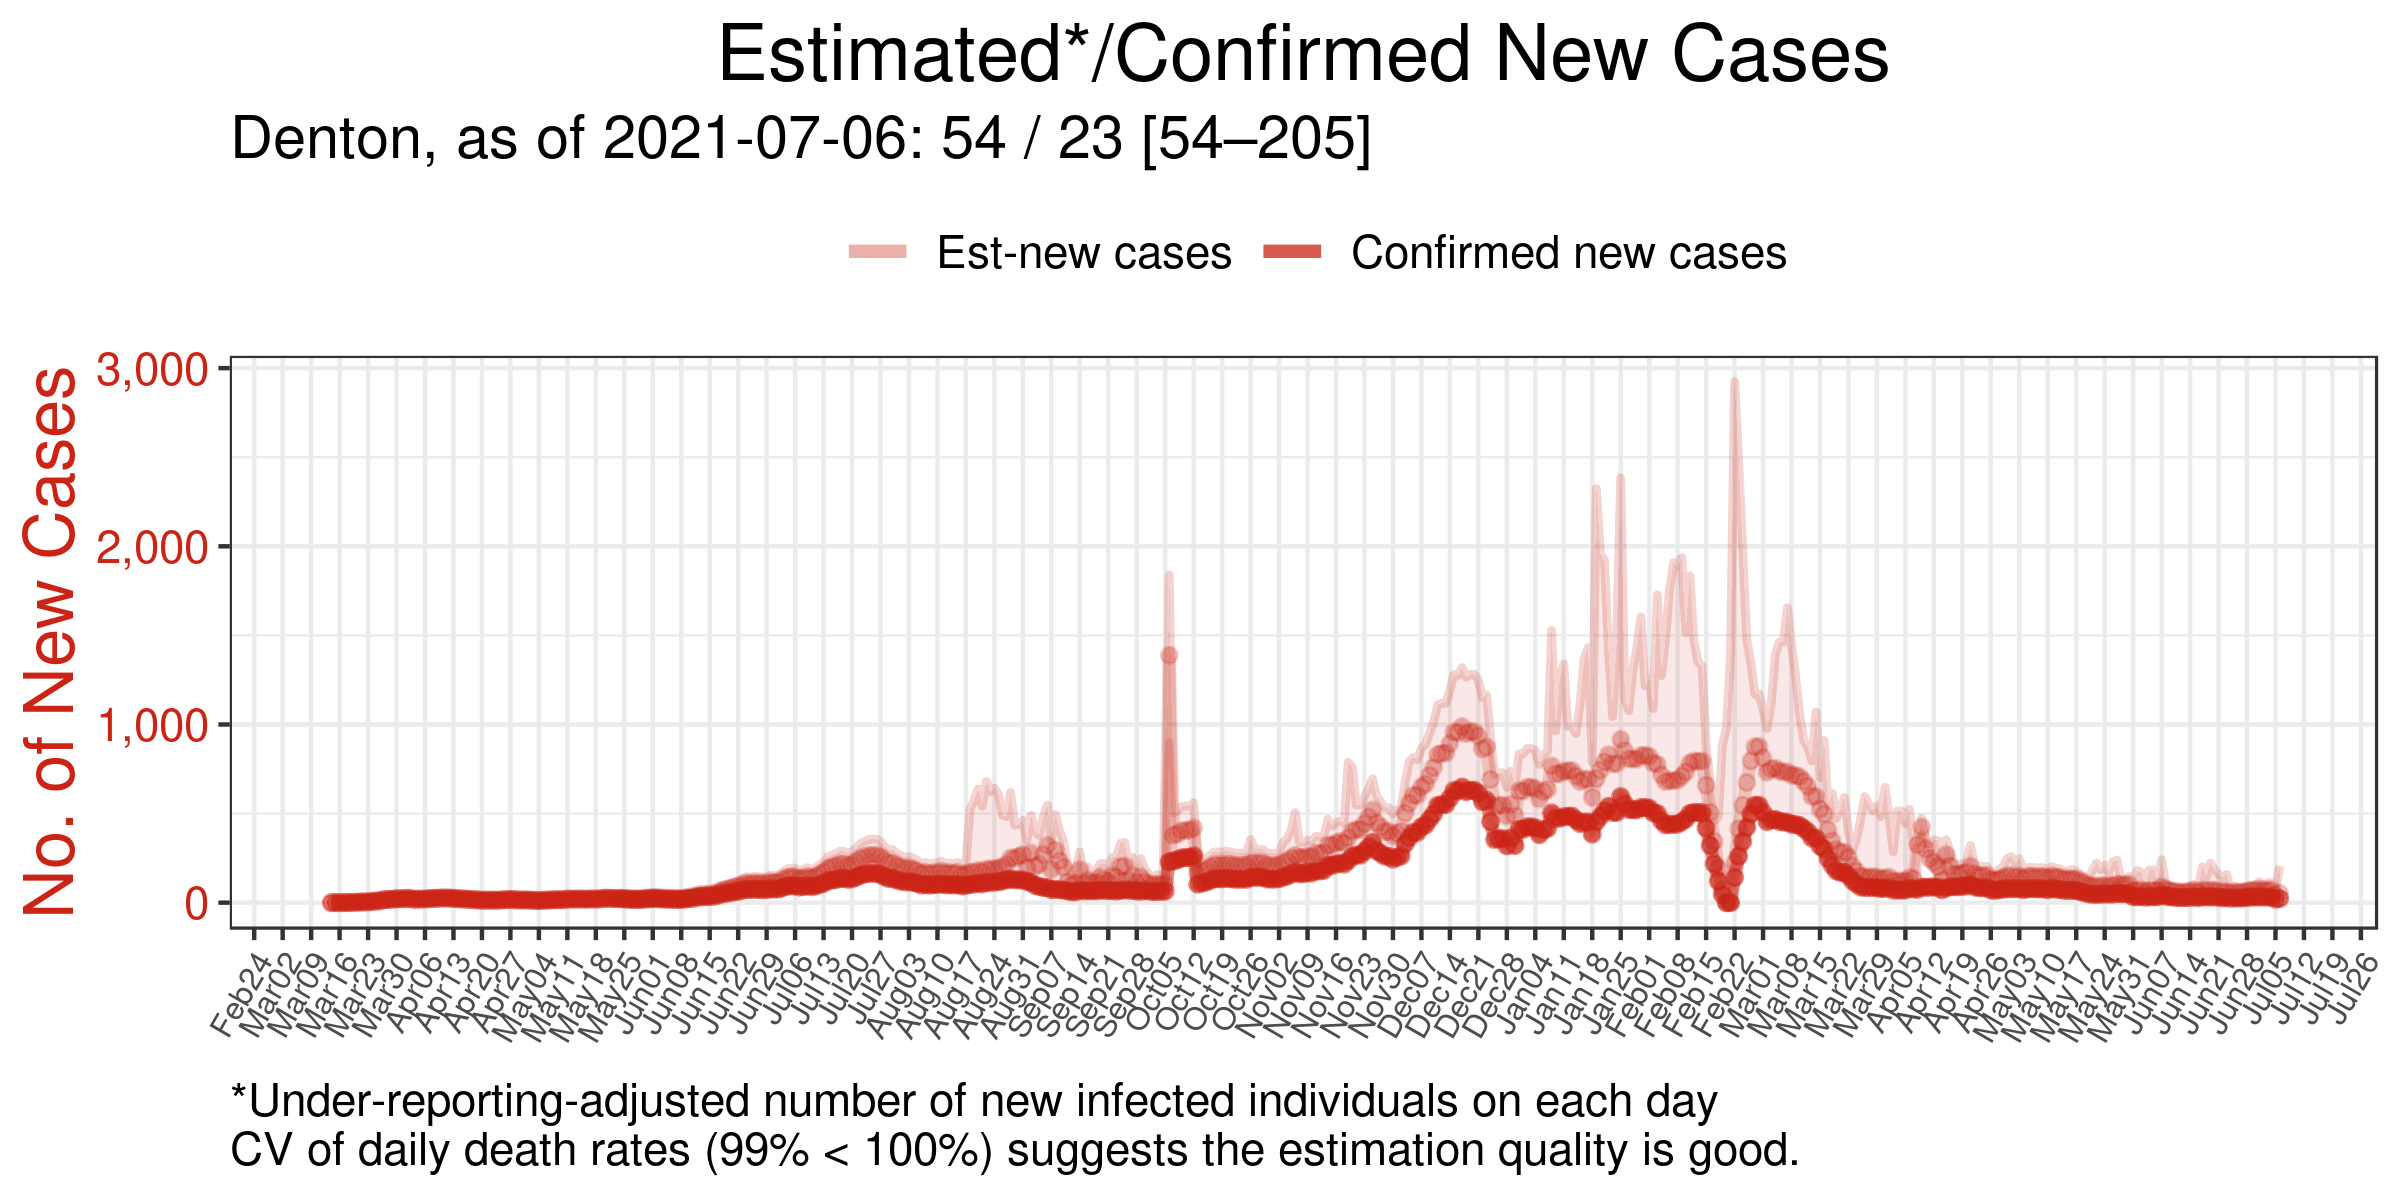 Estimated*/Confirmed New Cases
Denton, as of 2021-07-06: 54 / 23 [54–205]
Est-new cases Confirmed new cases
No. of New Cases
3,000
2,000
1,000
0
Feb24 Mar02 Mar09 Mar16 Mar23 Mar30 Apr06 Apr13 Apr20 Apr27 May04 May11 May18 May25 Jun01 Jun08 Jun15 Jun22 Jun29 Jul06 Jul13 Jul20 Jul27 Aug03 Aug10 Aug17 Aug24 Aug31 Sep07 Sep14 Sep21 Sep28 Oct05 Oct12 Oct19 Oct26 Nov02 Nov09 Nov16 Nov23 Nov30 Dec07 Dec14 Dec21 Dec28 Jan04 Jan11 Jan18 Jan25 Feb01 Feb08 Feb15 Feb22 Mar01 Mar08 Mar15 Mar22 Mar29 Apr05 Apr12 Apr19 Apr26 May03 May10 May17 May24 May31 Jun07 Jun14 Jun21 Jun28 Jul05 Jul12 Jul19 Jul26
*Under-reporting-adjusted number of new infected individuals on each day
CV of daily death rates (99% < 100%) suggests the estimation quality is good.